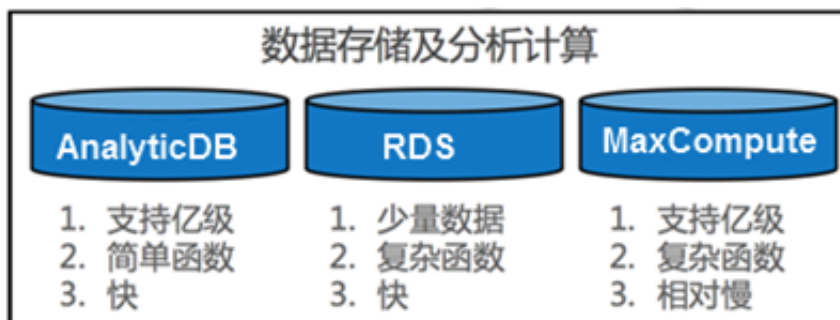 数据存储及分析计算
AnalyticDB
RDS
MaxCompute
1. 支持亿级
2. 简单函数
3. 快
1. 少量数据
2. 复杂函数
3. 快
1. 支持亿级
2. 复杂函数
3. 相对慢